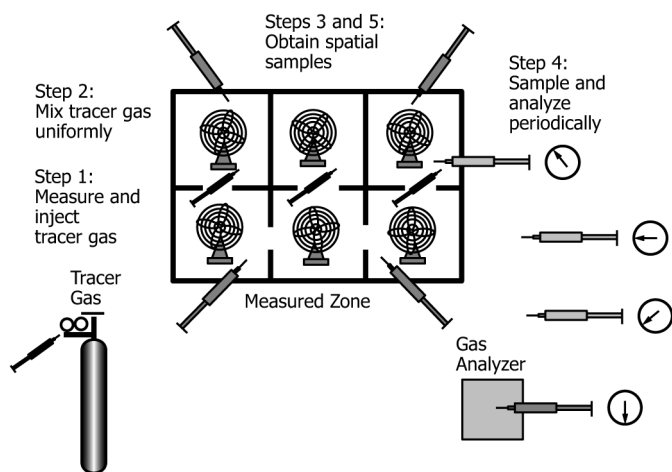 Steps 3 and 5:
Obtain spatial
samples
Step 4:
Sample and
analyze
periodically
Step 2:
Mix tracer gas
uniformly
Step 1:
Measure and
inject
tracer gas
Tracer
Gas
Measured Zone
Gas
Analyzer